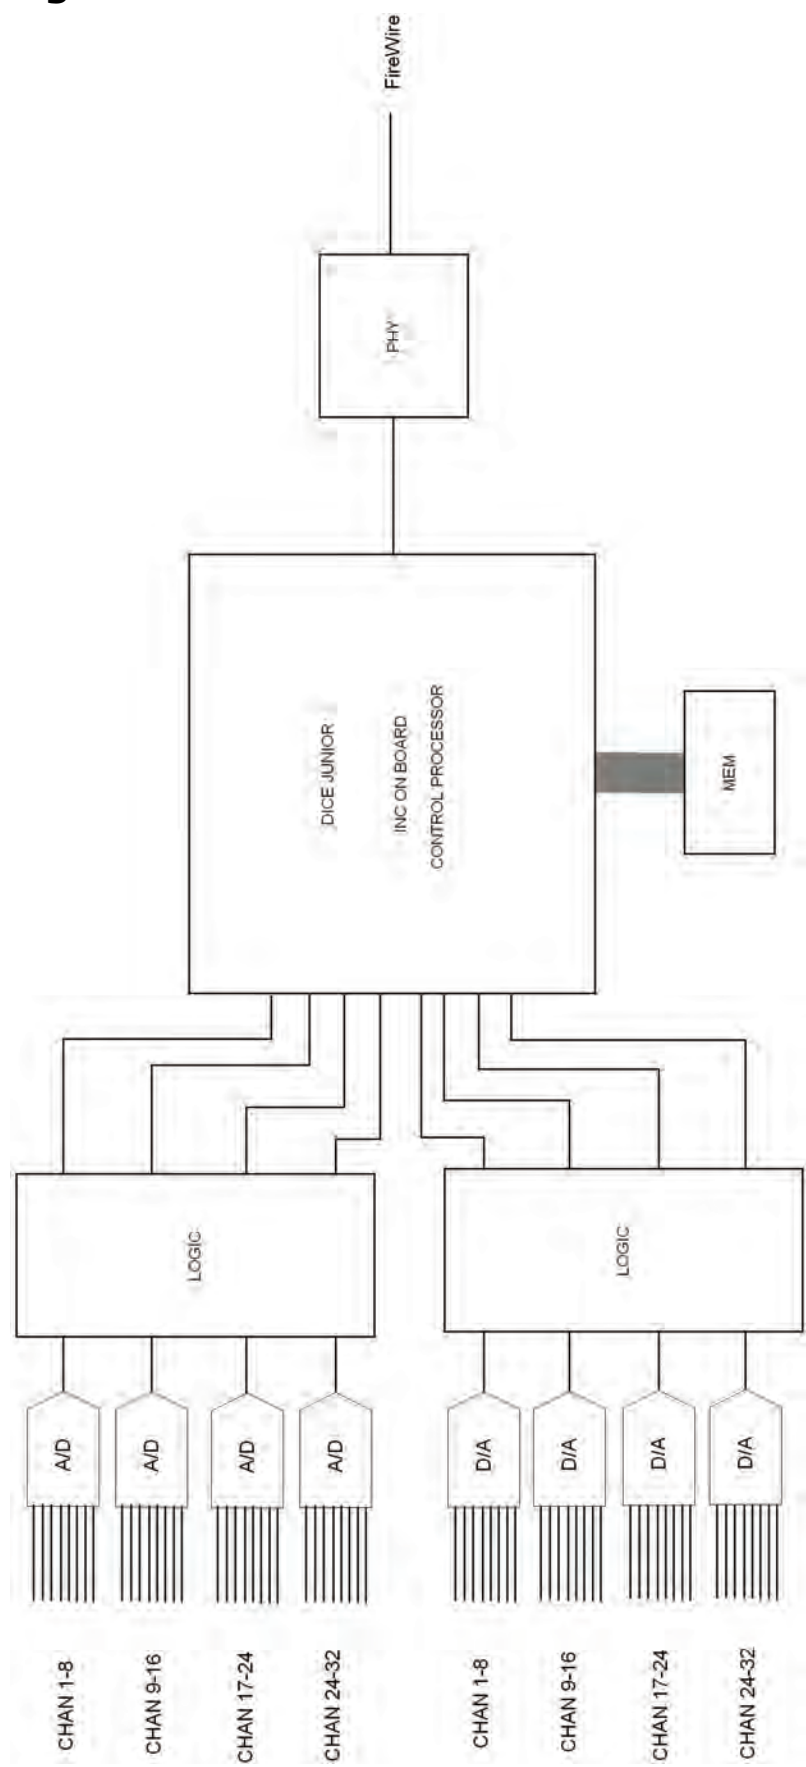 FireWire
PHY
DICE JUNIOR
INC ON BOARD
CONTROL PROCESSOR
MEM
LOGIC
LOGIC
A/D
A/D
A/D
A/D
D/A
D/A
D/A
D/A
CHAN 1-8
CHAN 9-16
CHAN 17-24
CHAN 24-32
CHAN 1-8
CHAN 9-16
CHAN 17-24
CHAN 24-32